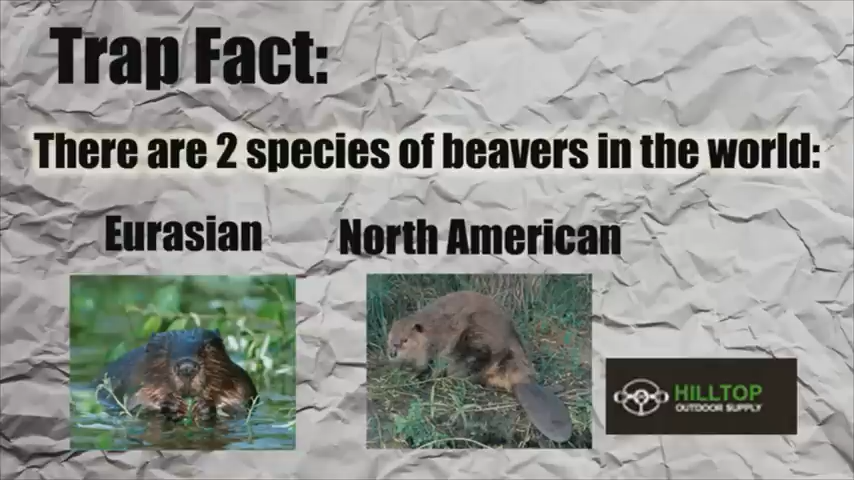 Trap Fact:
There are 2 species of beavers in the world:
Eurasian
North American
HILLTOP
OUTDOOR SUPPLY